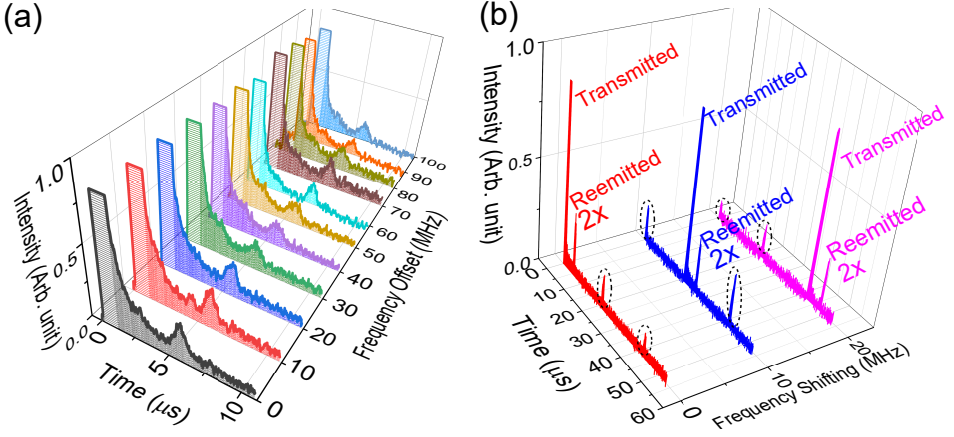 (a)
Intensity (Arb. unit)
1.0
0.5
0.0
0
5
10
Time (μs)
0
10
20
30
40
50
60
70
80
90
100
Frequency Offset (MHz)
(b)
Intensity (Arb. unit)
1.0
0.5
0.0
0
10
20
30
40
50
60
Time (μs)
0
10
20
Frequency Shifting (MHz)
Transmitted
Reemitted
2x
Transmitted
Reemitted
2x
Transmitted
Reemitted
2x